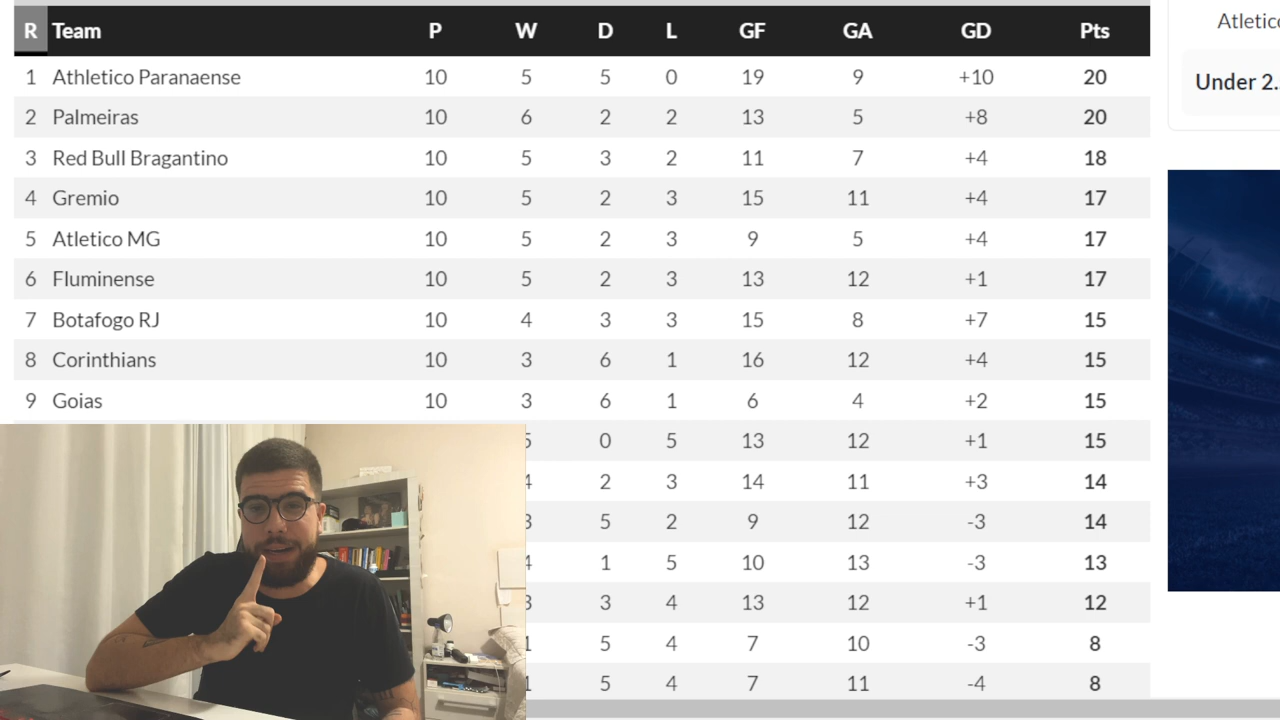 R Team P W D L GF GA GD Pts
1 Athletico Paranaense 10 5 5 0 19 9 +10 20
2 Palmeiras 10 6 2 2 13 5 +8 20
3 Red Bull Bragantino 10 5 3 2 11 7 +4 18
4 Gremio 10 5 2 3 15 11 +4 17
5 Atletico MG 10 5 2 3 9 5 +4 17
6 Fluminense 10 5 2 3 13 12 +1 17
7 Botafogo RJ 10 4 3 3 15 8 +7 15
8 Corinthians 10 3 6 1 16 12 +4 15
9 Goias 10 3 6 1 6 4 +2 15
5 0 5 13 12 +1 15
4 2 3 14 11 +3 14
3 5 2 9 12 -3 14
4 1 5 10 13 -3 13
3 3 4 13 12 +1 12
1 5 4 7 10 -3 8
1 5 4 7 11 -4 8
Atletic
Under 2.